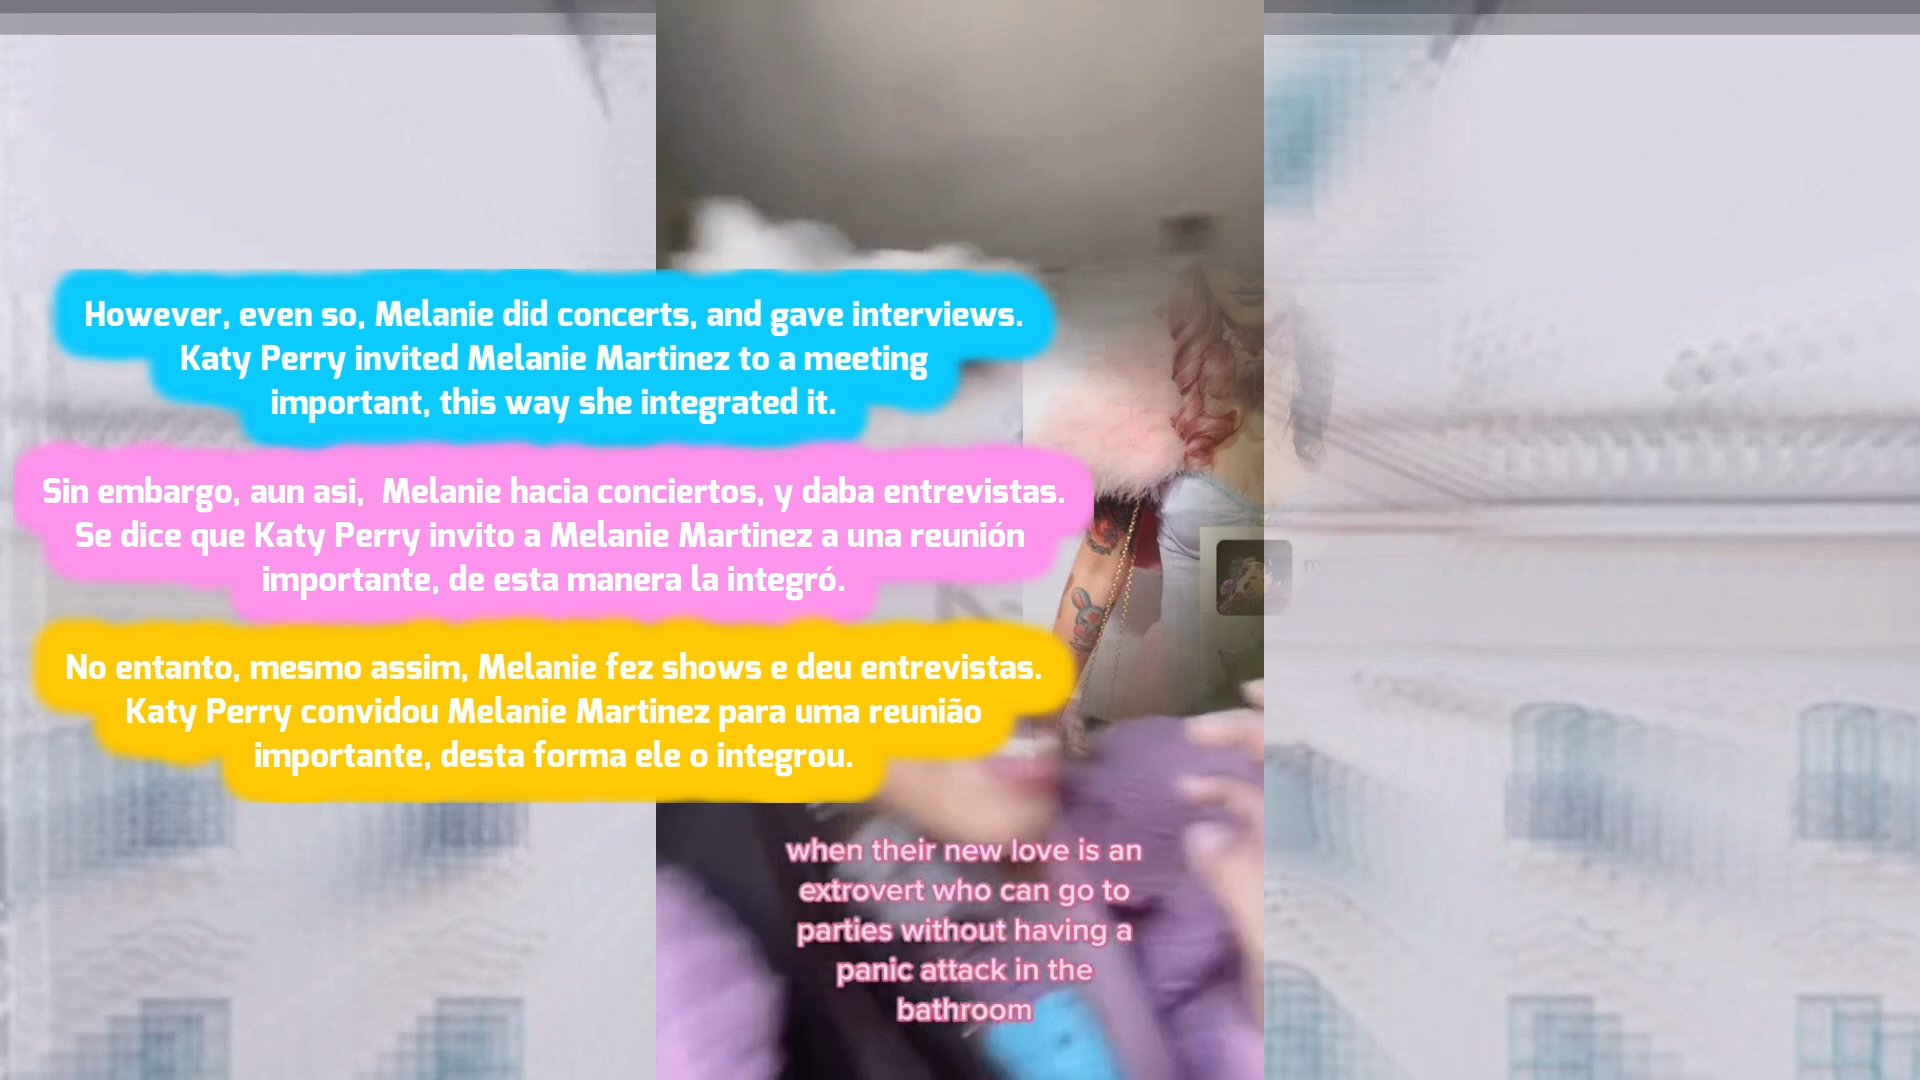 However, even so, Melanie did concerts, and gave interviews.
Katy Perry invited Melanie Martinez to a meeting
important, this way she integrated it.
Sin embargo, aun asi,  Melanie hacia conciertos, y daba entrevistas.
Se dice que Katy Perry invito a Melanie Martinez a una reunión
importante, de esta manera la integró.
No entanto, mesmo assim, Melanie fez shows e deu entrevistas.
Katy Perry convidou Melanie Martinez para uma reunião
importante, desta forma ele o integrou.
when their new love is an
extrovert who can go to
parties without having a
panic attack in the
bathroom